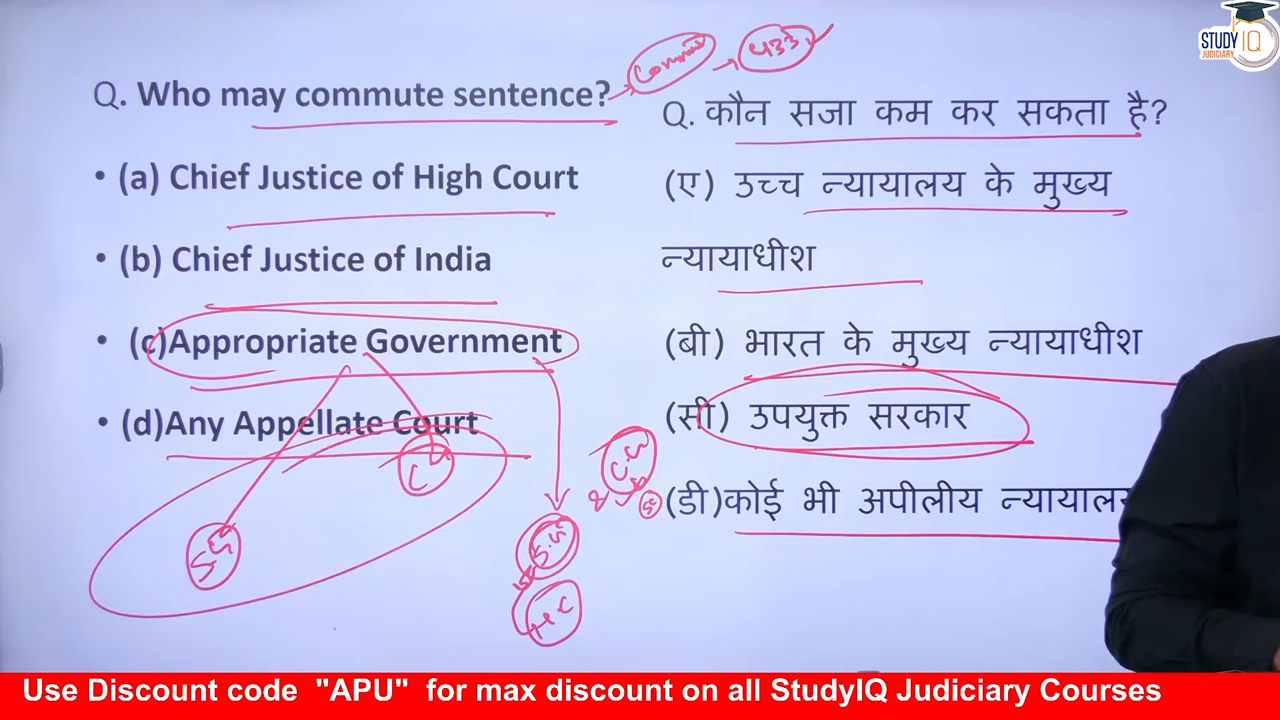 STUDY IQ
JUDICIARY
433
Q. Who may commute sentence?
• (a) Chief Justice of High Court
• (b) Chief Justice of India
• (c)Appropriate Government
• (d)Any Appellate Court
Q. कौन सजा कम कर सकता है?
(ए) उच्च न्यायालय के मुख्य
न्यायाधीश
(बी) भारत के मुख्य न्यायाधीश
(सी) उपयुक्त सरकार
(डी)कोई भी अपीलीय
C
S.G
Use Discount code "APU" for max discount on all StudyIQ Judiciary Courses